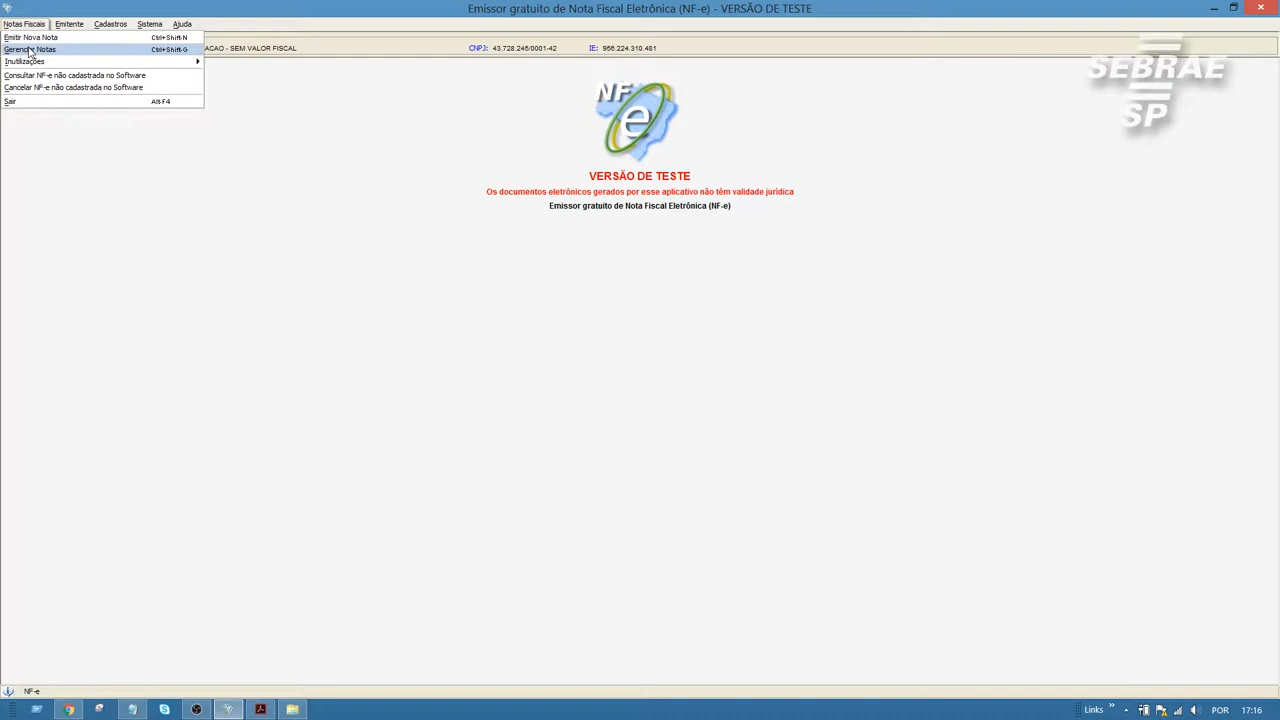 Emissor gratuito de Nota Fiscal Eletrônica (NF-e) - VERSÃO DE TESTE
Notas Fiscais Emitente Cadastros Sistema Ajuda
Emitir Nova Nota Ctrl+Shift-N
Gerenciar Notas Ctrl+Shift-G
Inutilizações
Consultar NF-e não cadastrada no Software
Cancelar NF-e não cadastrada no Software
Sair Alt-F4
ACAO - SEM VALOR FISCAL CNPJ: 43.728.245/0001-42 IE: 956.224.310.481
SEBRAE
SP
NF
e
VERSÃO DE TESTE
Os documentos eletrônicos gerados por esse aplicativo não têm validade jurídica
Emissor gratuito de Nota Fiscal Eletrônica (NF-e)
NF-e
Links POR 17:16